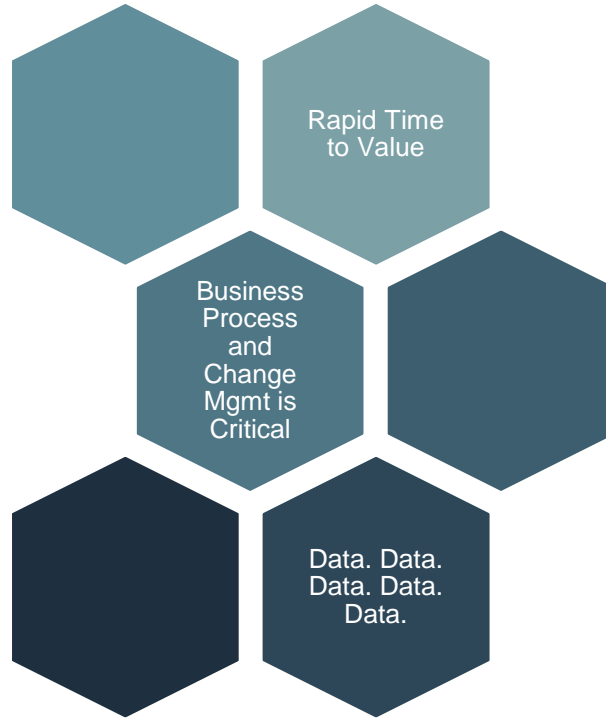 Rapid Time
to Value
Business
Process
and
Change
Mgmt is
Critical
Data. Data.
Data. Data.
Data.